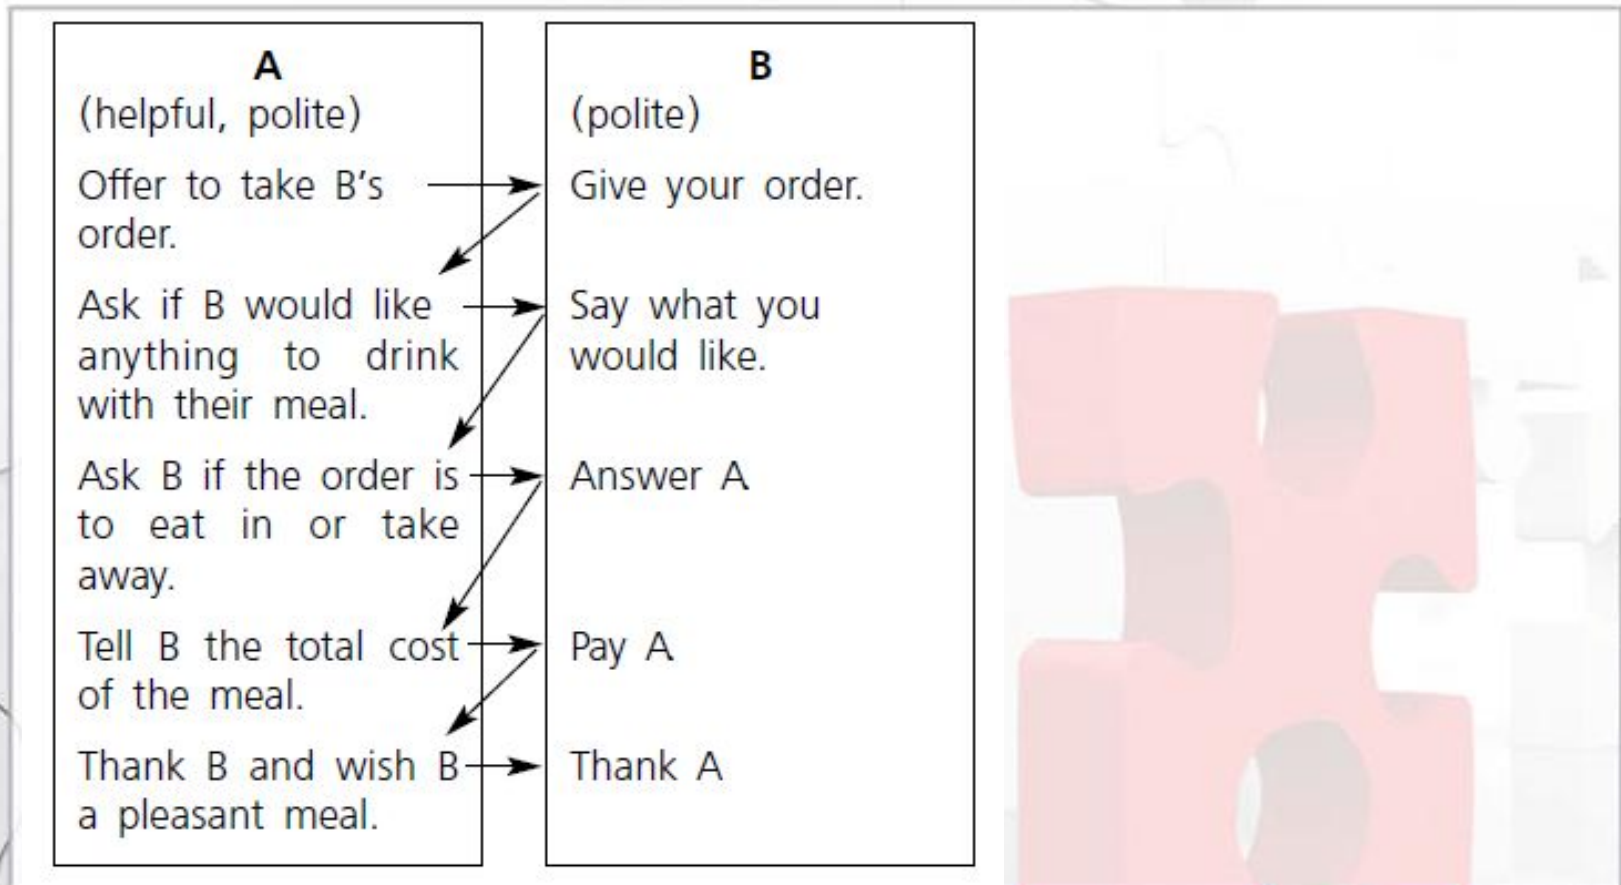 A
(helpful, polite)
Offer to take B's
order.
Ask if B would like
anything to drink
with their meal.
Ask B if the order is
to eat in or take
away.
Tell B the total cost
of the meal.
Thank B and wish B
a pleasant meal.
B
(polite)
Give your order.
Say what you
would like.
Answer A.
Pay A.
Thank A